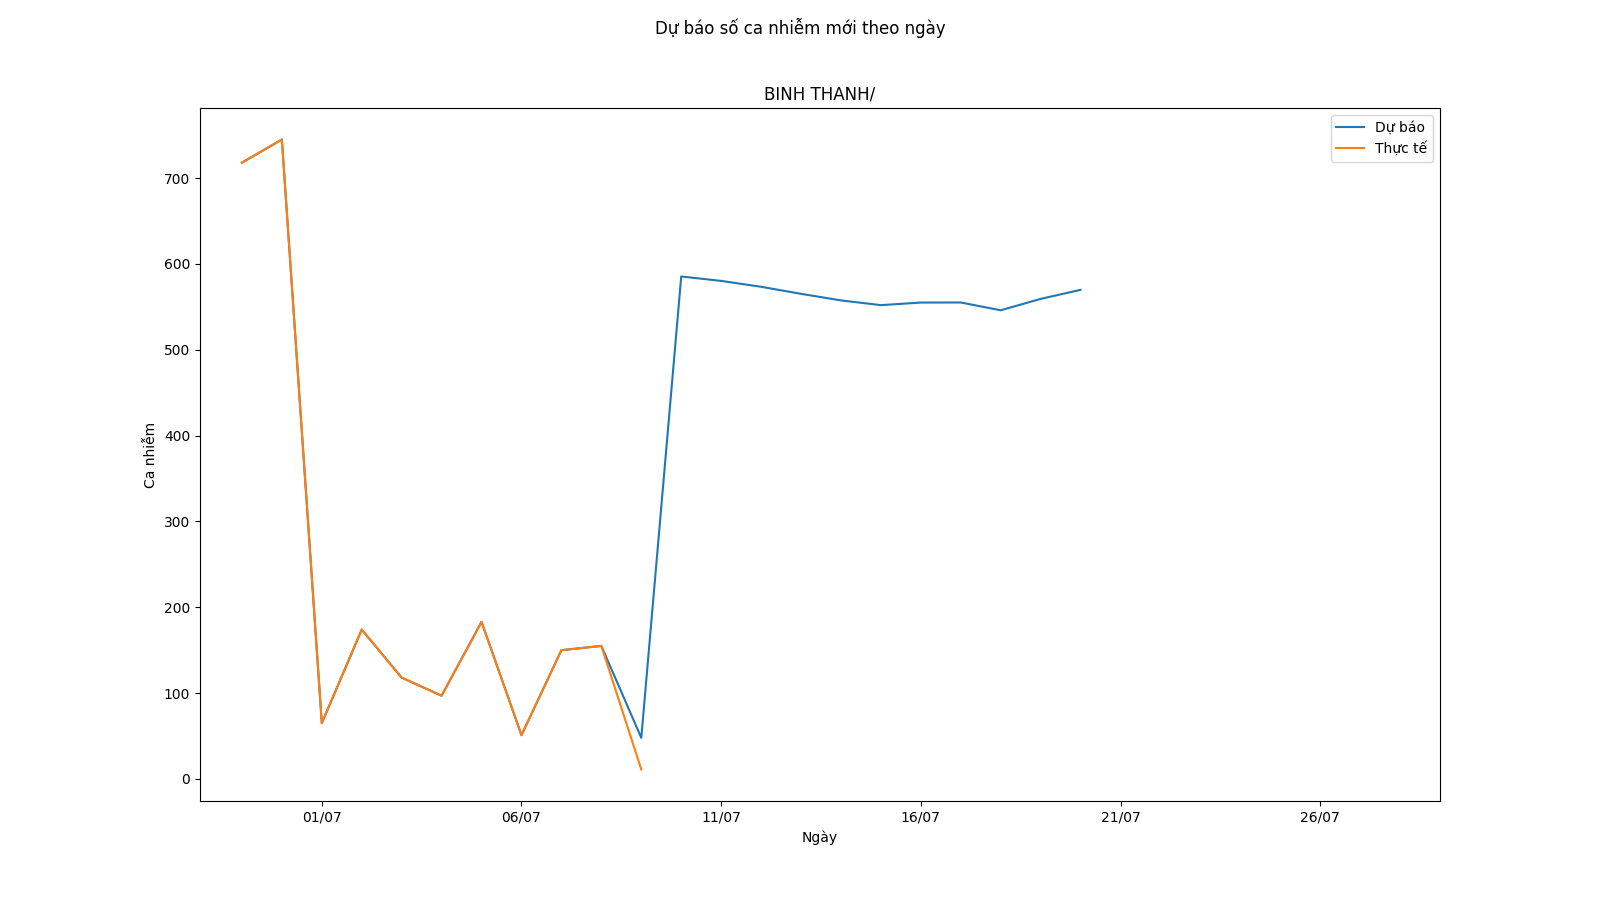 Dự báo số ca nhiễm mới theo ngày
BINH THANH/
Dự báo
Thực tế
700
600
500
400
300
200
100
0
Ca nhiễm
01/07
06/07
11/07
16/07
21/07
26/07
Ngày